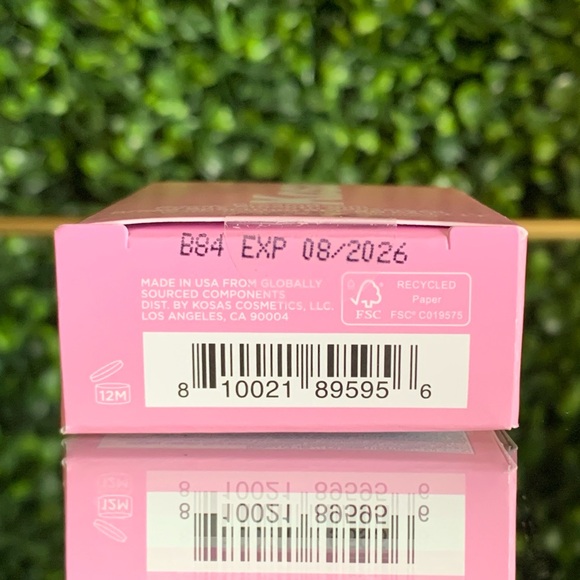 B84 EXP 08/2026
MADE IN USA FROM GLOBALLY
SOURCED COMPONENTS
DIST. BY KOSAS COSMETICS, LLC.
LOS ANGELES, CA 90004
FSC
RECYCLED
Paper
FSC® C019575
12M
8 10021 89595 6